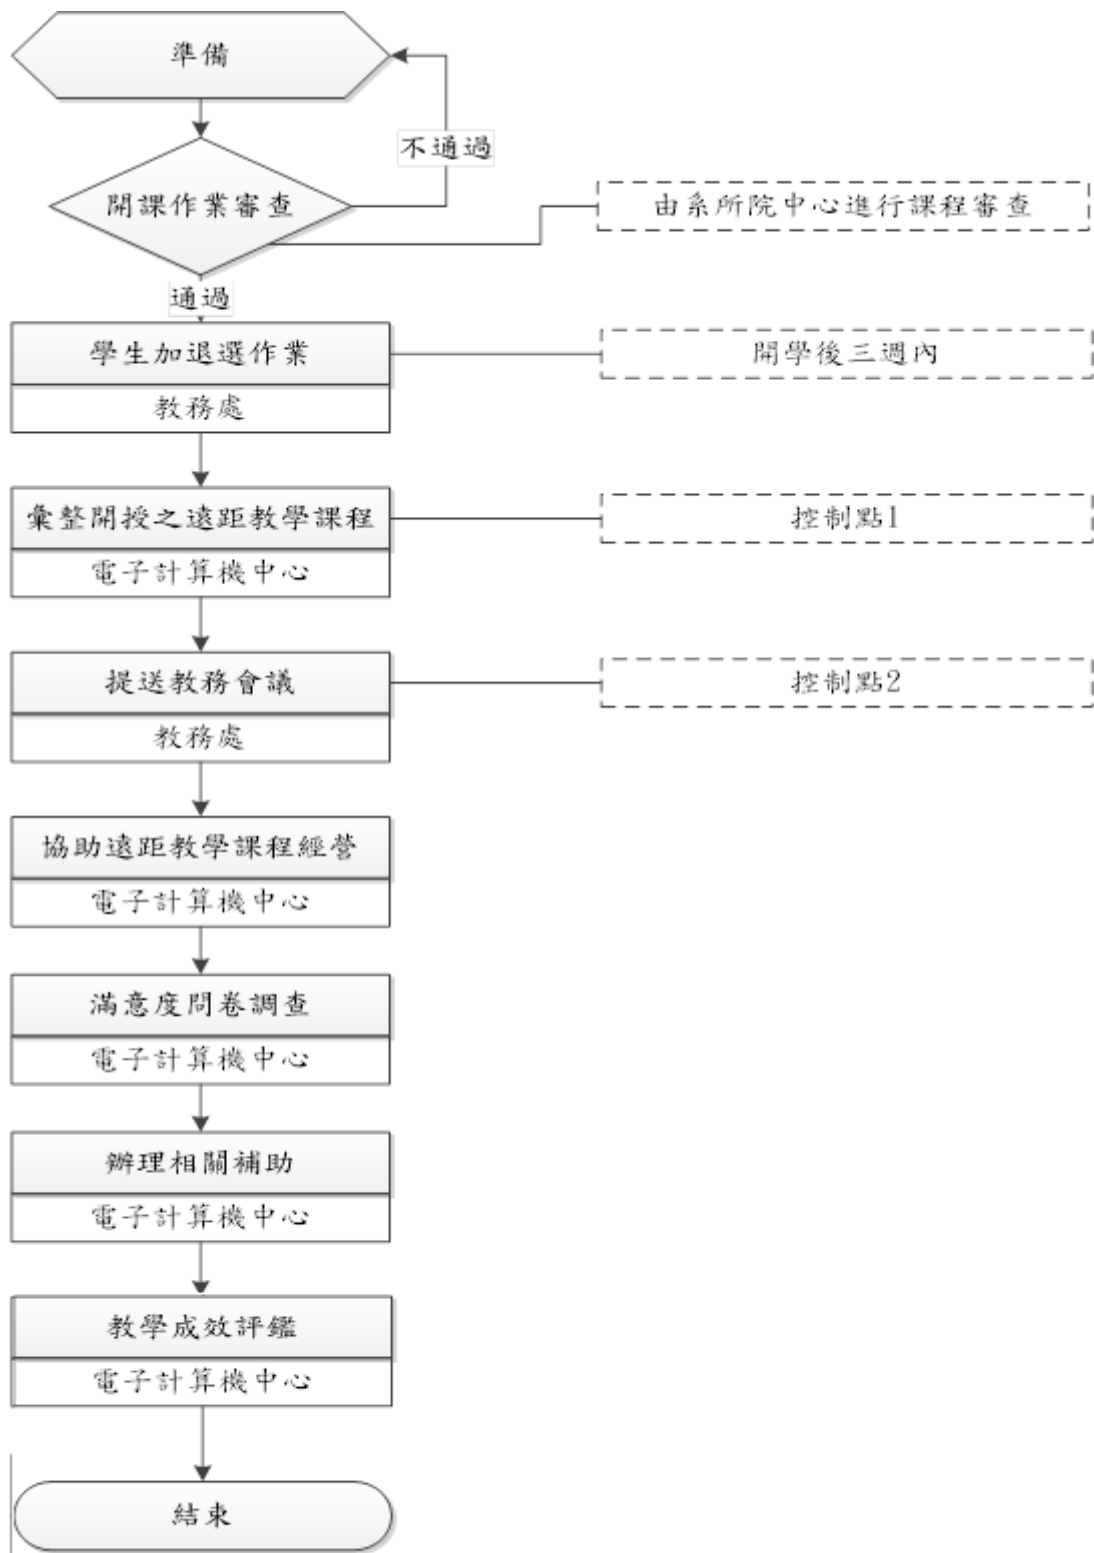 準備
不通過
開課作業審查
由系所院中心進行課程審查
通過
學生加退選作業
開學後三週內
教務處
彙整開授之遠距教學課程
控制點1
電子計算機中心
提送教務會議
控制點2
教務處
協助遠距教學課程經營
電子計算機中心
滿意度問卷調查
電子計算機中心
辦理相關補助
電子計算機中心
教學成效評鑑
電子計算機中心
結束